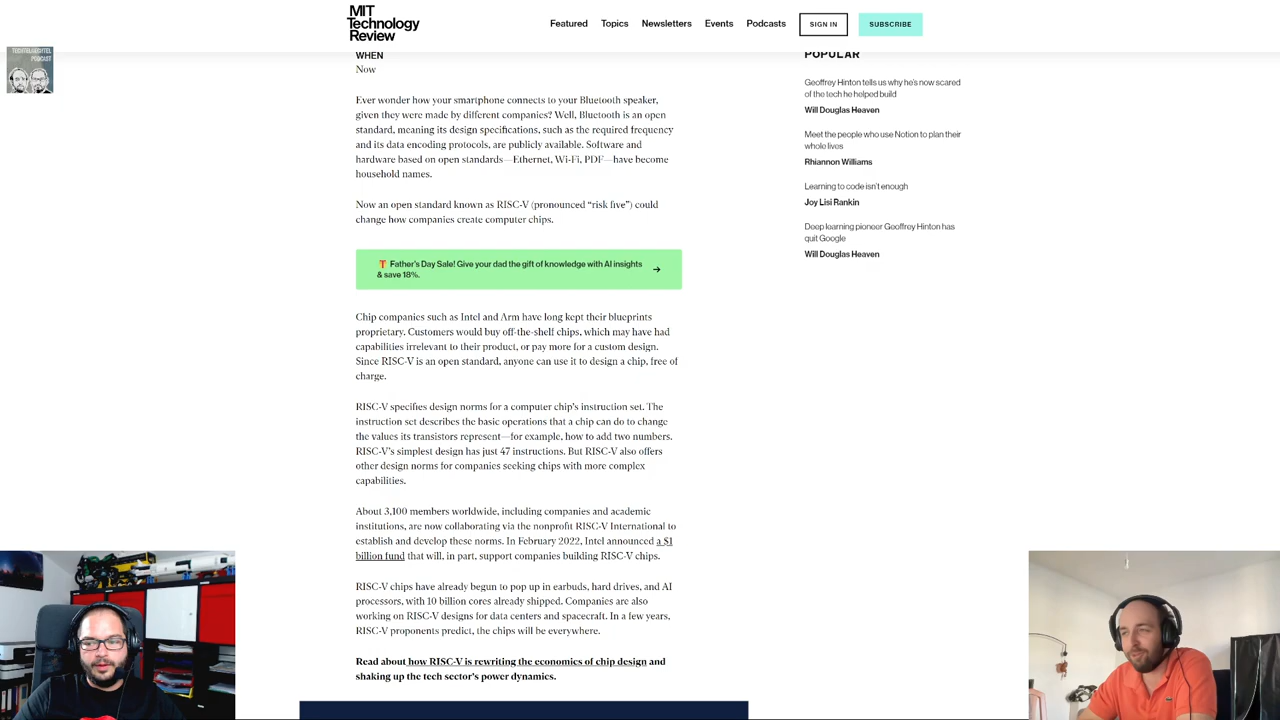 MIT
Technology
Review
Featured
Topics
Newsletters
Events
Podcasts
SIGN IN
SUBSCRIBE
PODCAST
WHEN
Now
Ever wonder how your smartphone connects to your Bluetooth speaker,
given they were made by different companies? Well, Bluetooth is an open
standard, meaning its design specifications, such as the required frequency
and its data encoding protocols, are publicly available. Software and
hardware based on open standards—Ethernet, Wi-Fi, PDF—have become
household names.
Now an open standard known as RISC-V (pronounced “risk five”) could
change how companies create computer chips.
Father's Day Sale! Give your dad the gift of knowledge with AI insights
& save 18%.
Chip companies such as Intel and Arm have long kept their blueprints
proprietary. Customers would buy off-the-shelf chips, which may have had
capabilities irrelevant to their product, or pay more for a custom design.
Since RISC-V is an open standard, anyone can use it to design a chip, free of
charge.
RISC-V specifies design norms for a computer chip’s instruction set. The
instruction set describes the basic operations that a chip can do to change
the values its transistors represent—for example, how to add two numbers.
RISC-V’s simplest design has just 47 instructions. But RISC-V also offers
other design norms for companies seeking chips with more complex
capabilities.
About 3,100 members worldwide, including companies and academic
institutions, are now collaborating via the nonprofit RISC-V International to
establish and develop these norms. In February 2022, Intel announced a $1
billion fund that will, in part, support companies building RISC-V chips.
RISC-V chips have already begun to pop up in earbuds, hard drives, and AI
processors, with 10 billion cores already shipped. Companies are also
working on RISC-V designs for data centers and spacecraft. In a few years,
RISC-V proponents predict, the chips will be everywhere.
Read about how RISC-V is rewriting the economics of chip design and
shaking up the tech sector’s power dynamics.
POPULAR
Geoffrey Hinton tells us why he’s now scared
of the tech he helped build
Will Douglas Heaven
Meet the people who use Notion to plan their
whole lives
Rhiannon Williams
Learning to code isn’t enough
Joy Lisi Rankin
Deep learning pioneer Geoffrey Hinton has
quit Google
Will Douglas Heaven